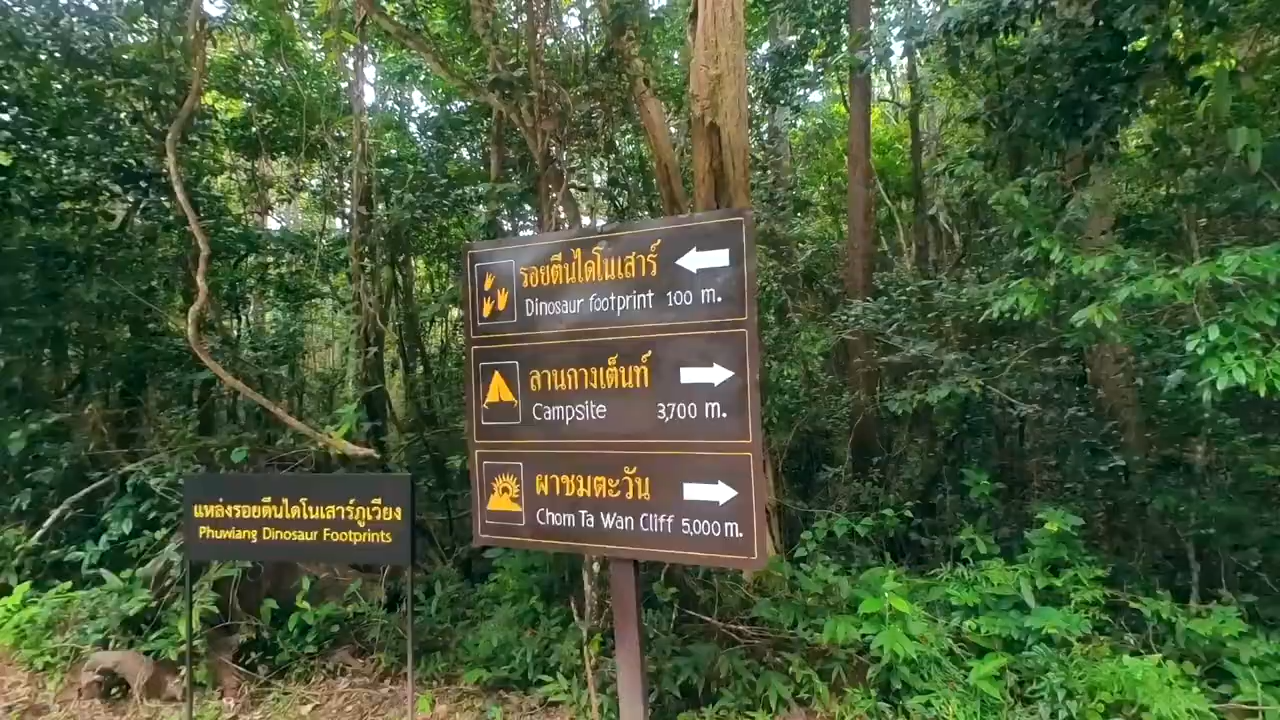 รอยตีนไดโนเสาร์
Dinosaur footprint 100 m.
ลานกางเต็นท์
Campsite 3,700 m.
ผาชมตะวัน
Chom Ta Wan Cliff 5,000 m.
แหล่งรอยตีนไดโนเสาร์ภูเวียง
Phuwiang Dinosaur Footprints